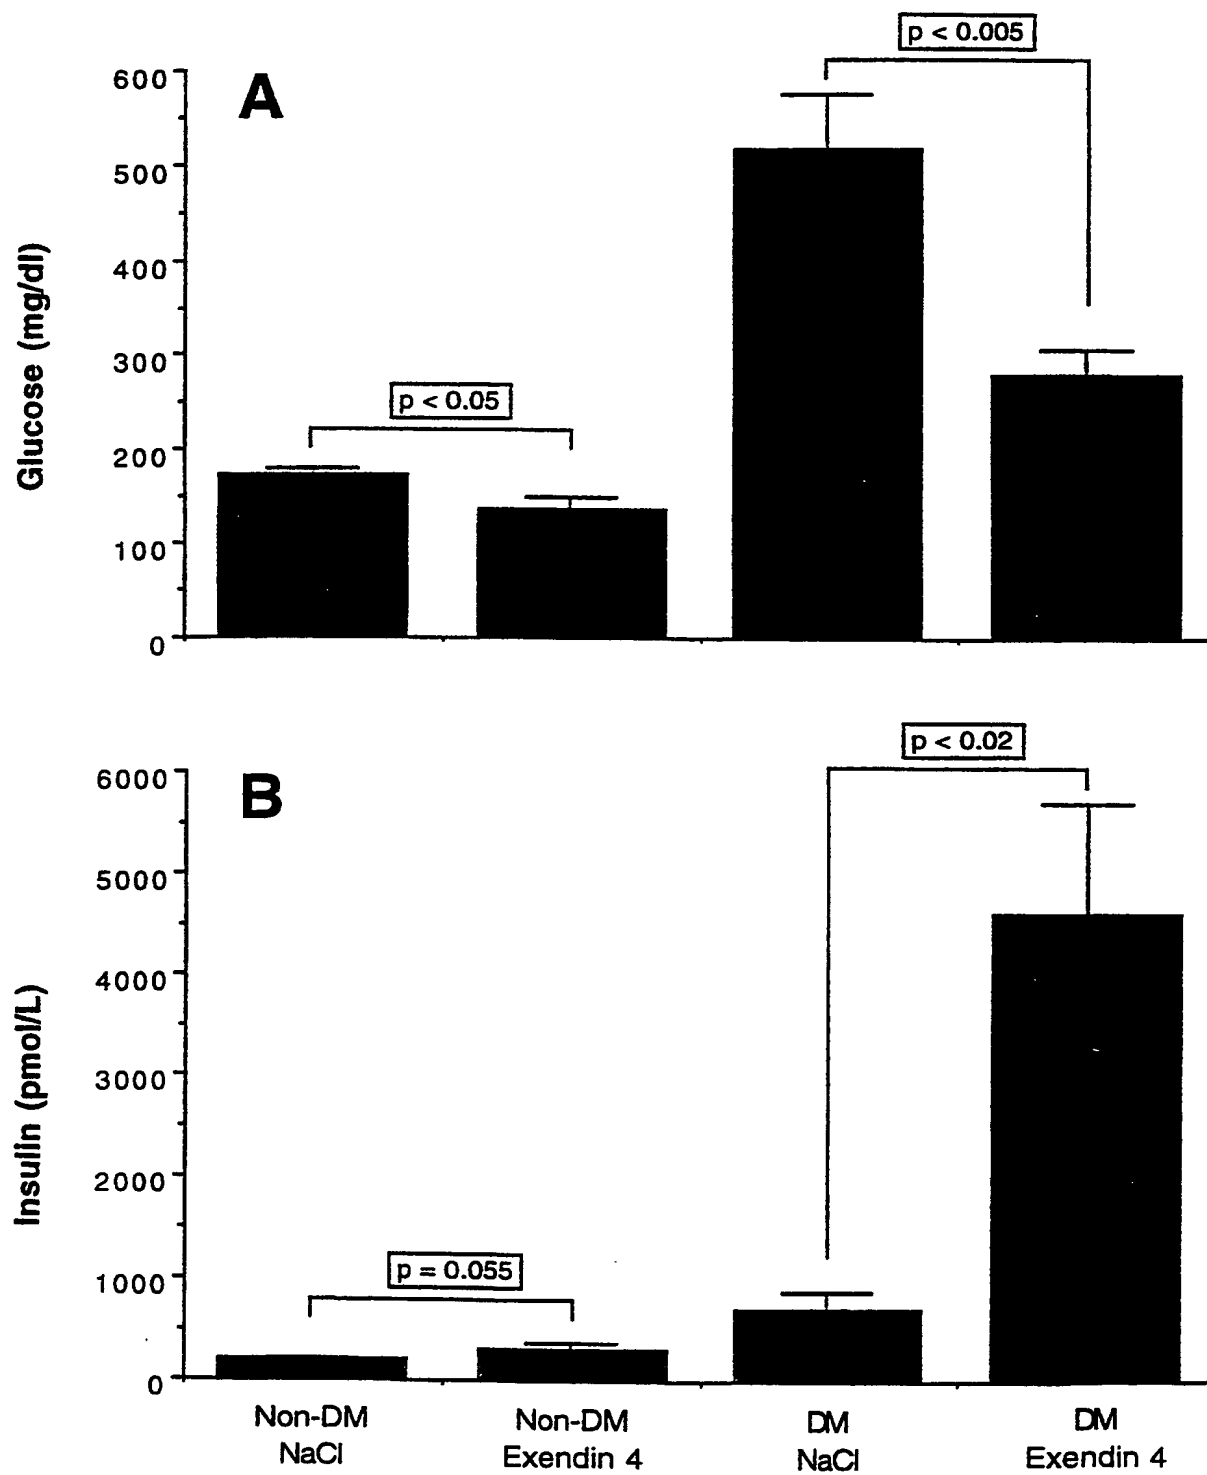 p < 0.005
A
600
500
400
300
200
100
0
Glucose (mg/dl)
p < 0.05
p < 0.02
B
6000
5000
4000
3000
2000
1000
0
Insulin (pmol/L)
p = 0.055
Non-DM
NaCl
Non-DM
Exendin 4
DM
NaCl
DM
Exendin 4